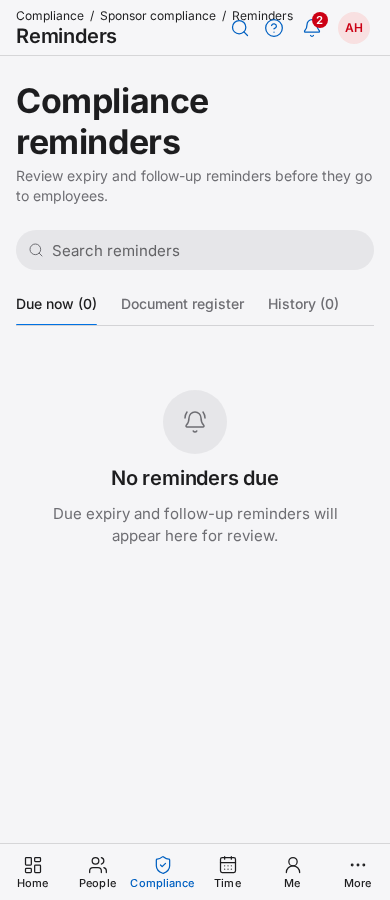 Compliance / Sponsor compliance / Reminders
Reminders
2
AH
Compliance
reminders
Review expiry and follow-up reminders before they go
to employees.
Search reminders
Due now (0) Document register History (0)
No reminders due
Due expiry and follow-up reminders will
appear here for review.
Home People Compliance Time Me More